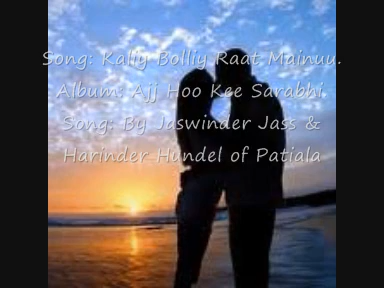 Song: Kaliy Bolliy Raat Mainuu.
Album: Ajj Hoo Kee Sarabhi
Song: By Jaswinder Jass &
Harinder Hundel of Patiala